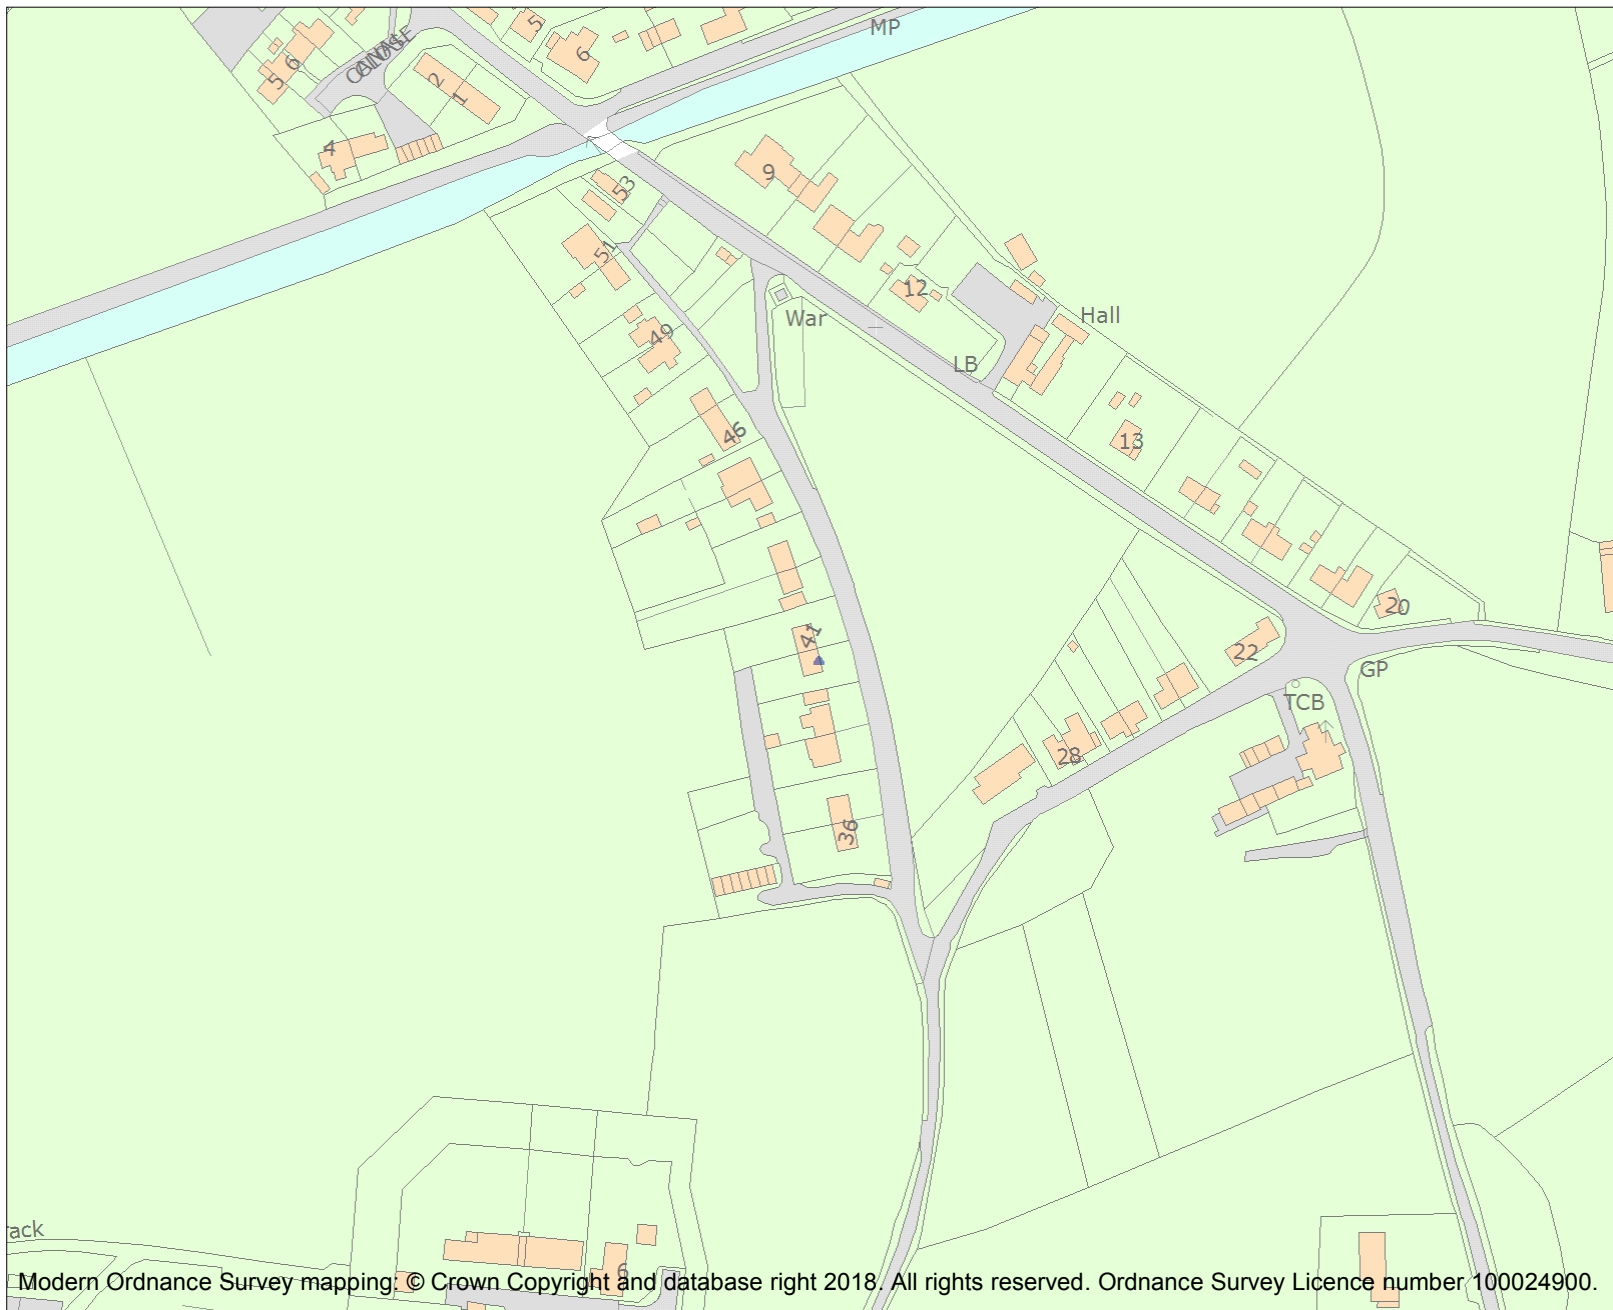 MP
5
6
6
5
2
1
4
53
9
51
12
War
Hall
49
LB
46
13
20
41
22
GP
TCB
28
36
rack
6
Modern Ordnance Survey mapping: © Crown Copyright and database right 2018. All rights reserved. Ordnance Survey Licence number 100024900.